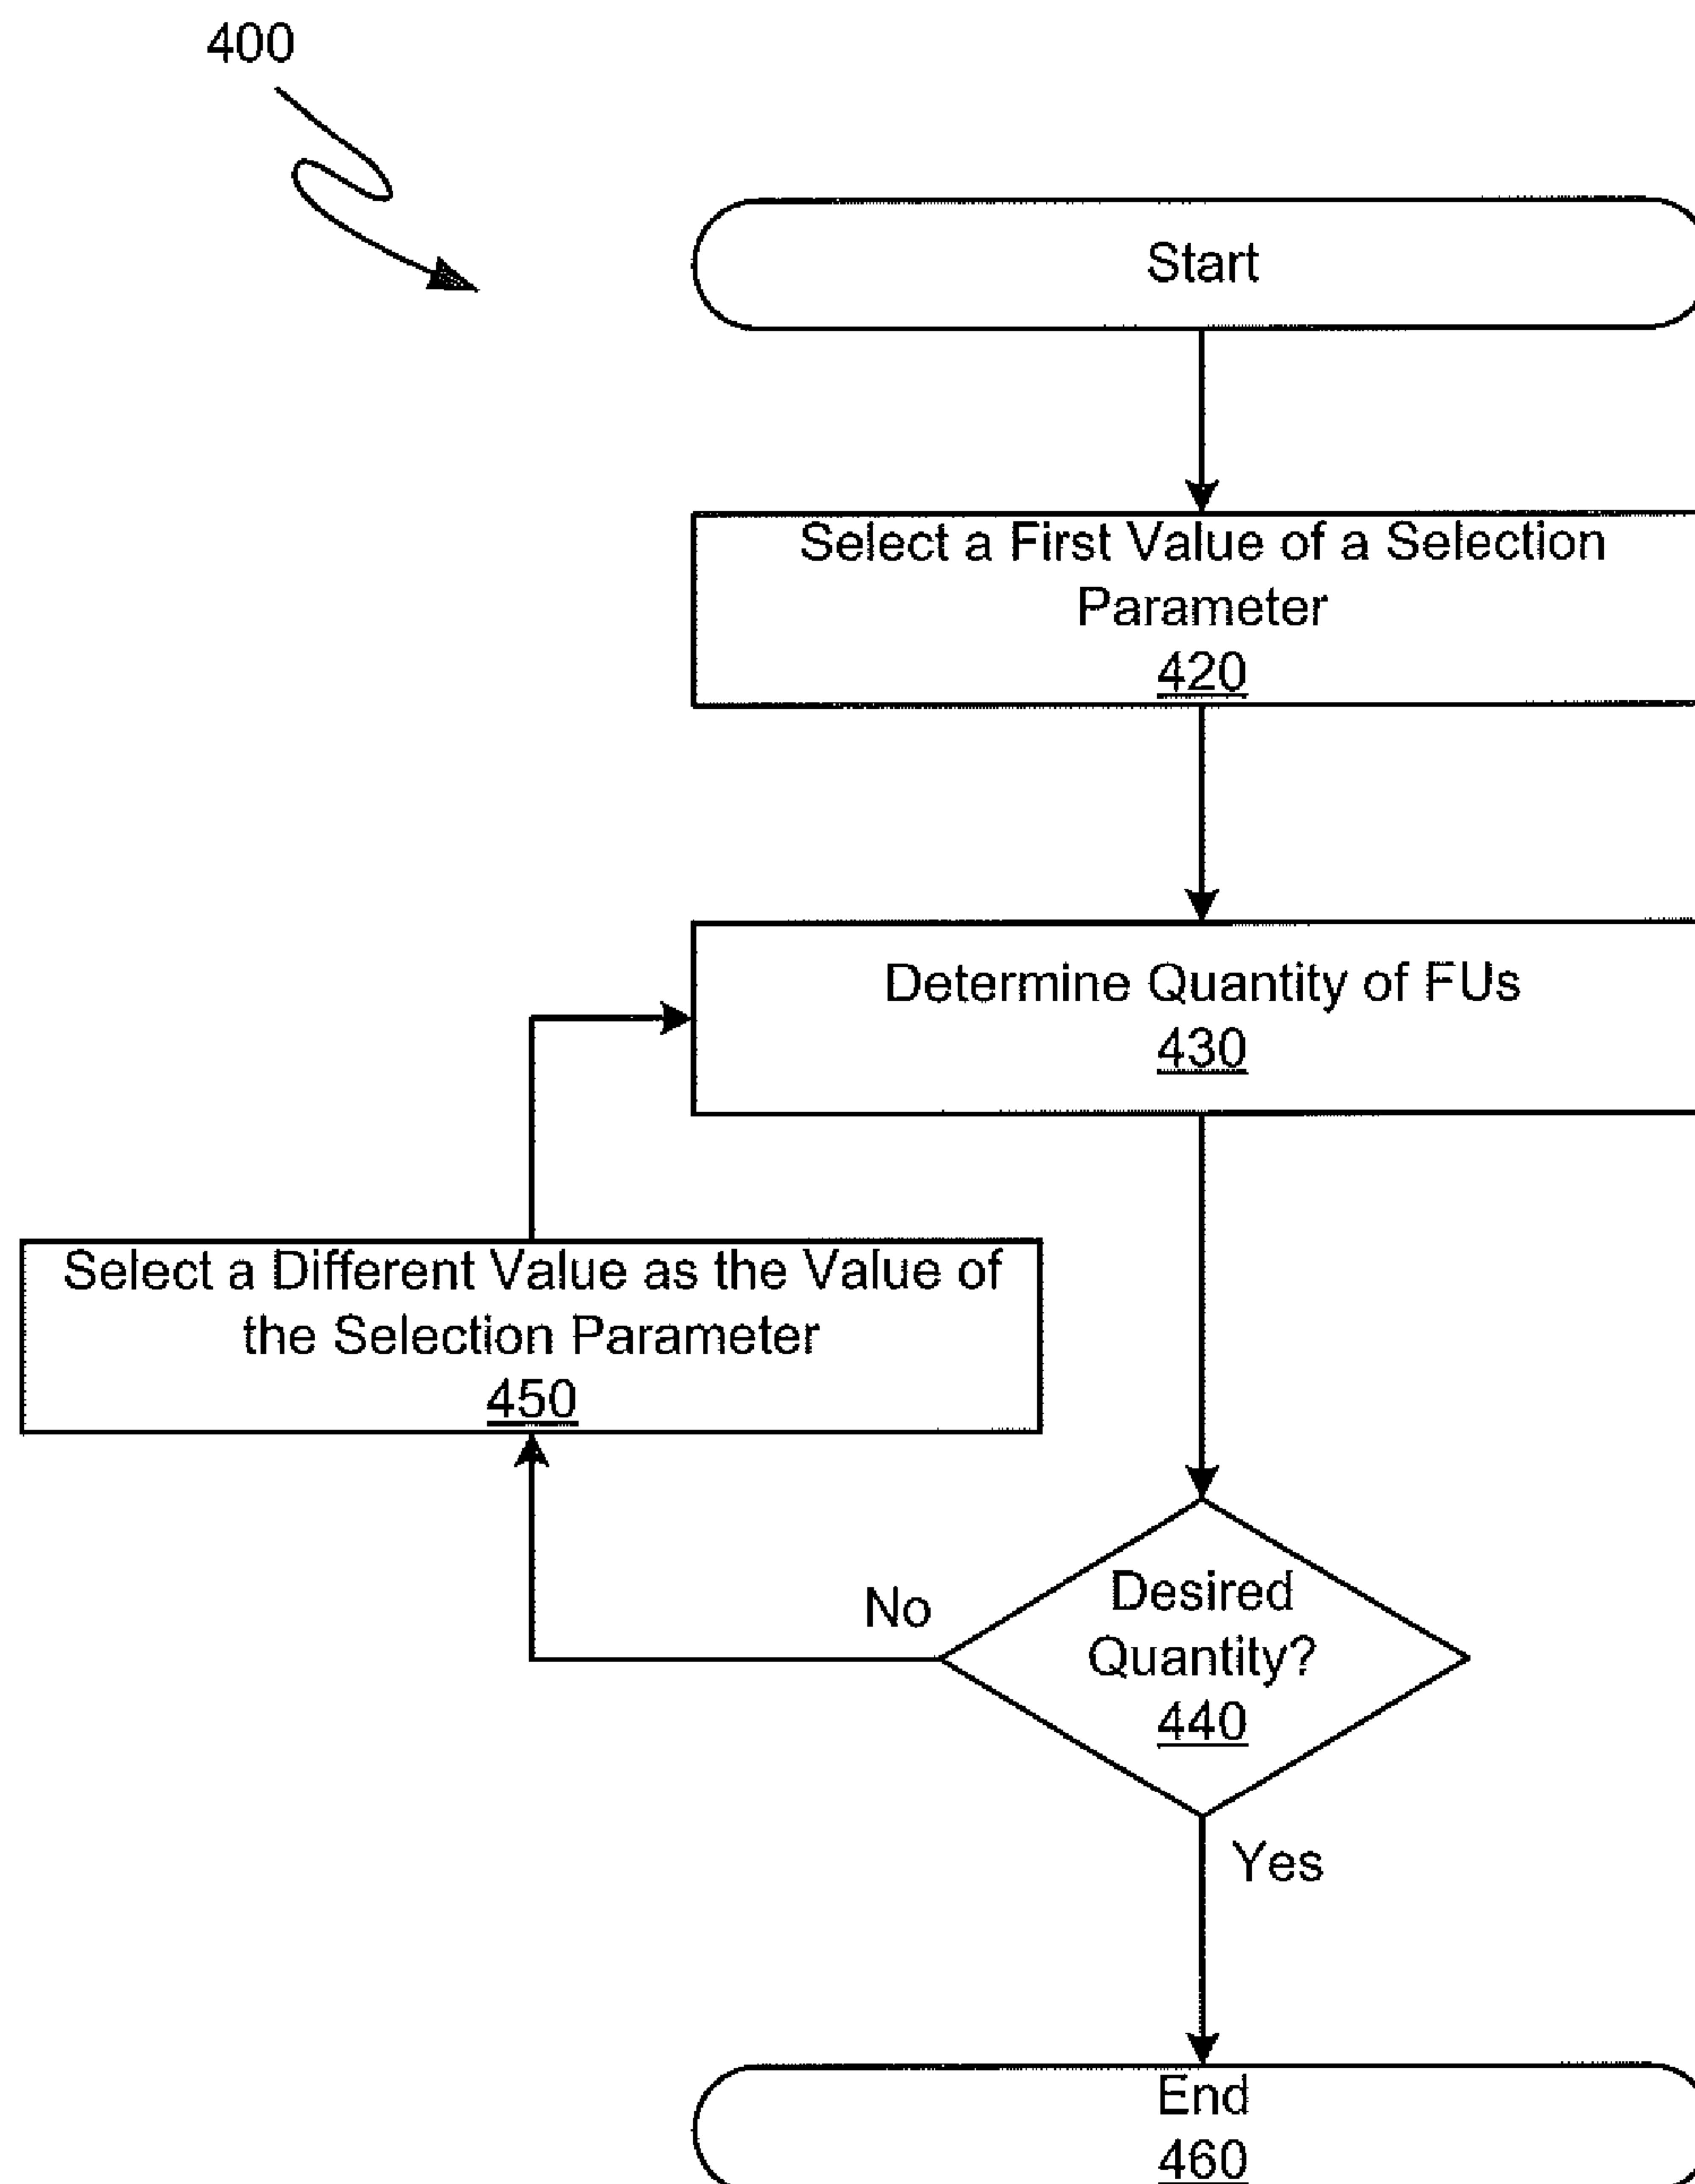 400
Start
Select a First Value of a Selection
Parameter
420
Determine Quantity of FUs
430
Select a Different Value as the Value of
the Selection Parameter
450
No
Desired
Quantity?
440
Yes
End
460